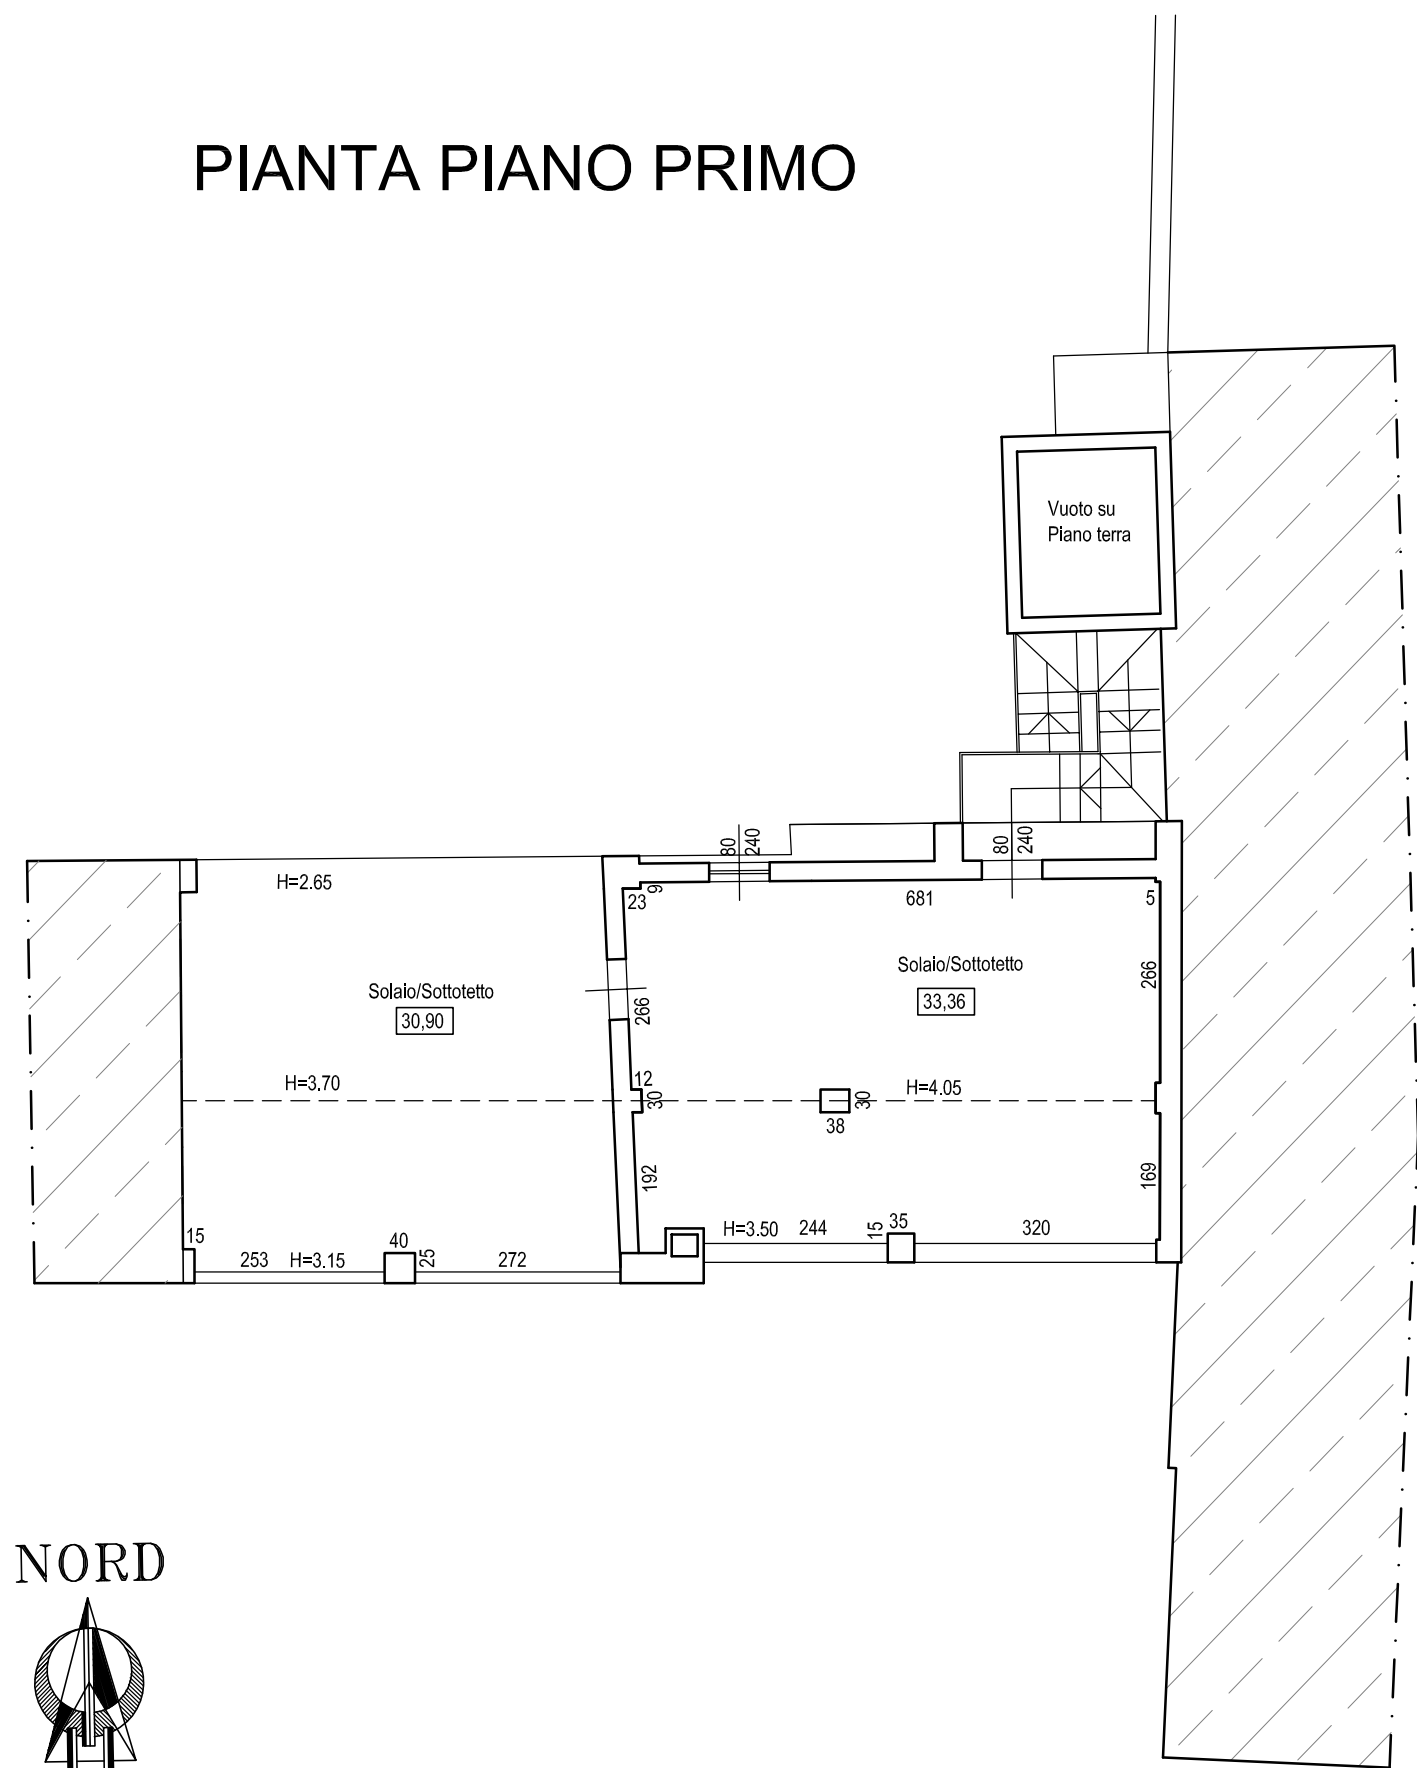 PIANTA PIANO PRIMO
Vuoto su
Piano terra
80
240
80
240
H=2.65
23
9
681
5
Solaio/Sottotetto
30,90
Solaio/Sottotetto
33,36
266
266
H=3.70
12
30
30
38
H=4.05
192
169
15
253
H=3.15
40
25
272
H=3.50
244
15
35
320
NORD